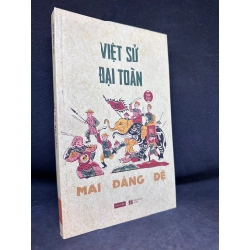 VIỆT SỬ
ĐẠI TOÀN
MAI ĐĂNG ĐỆ